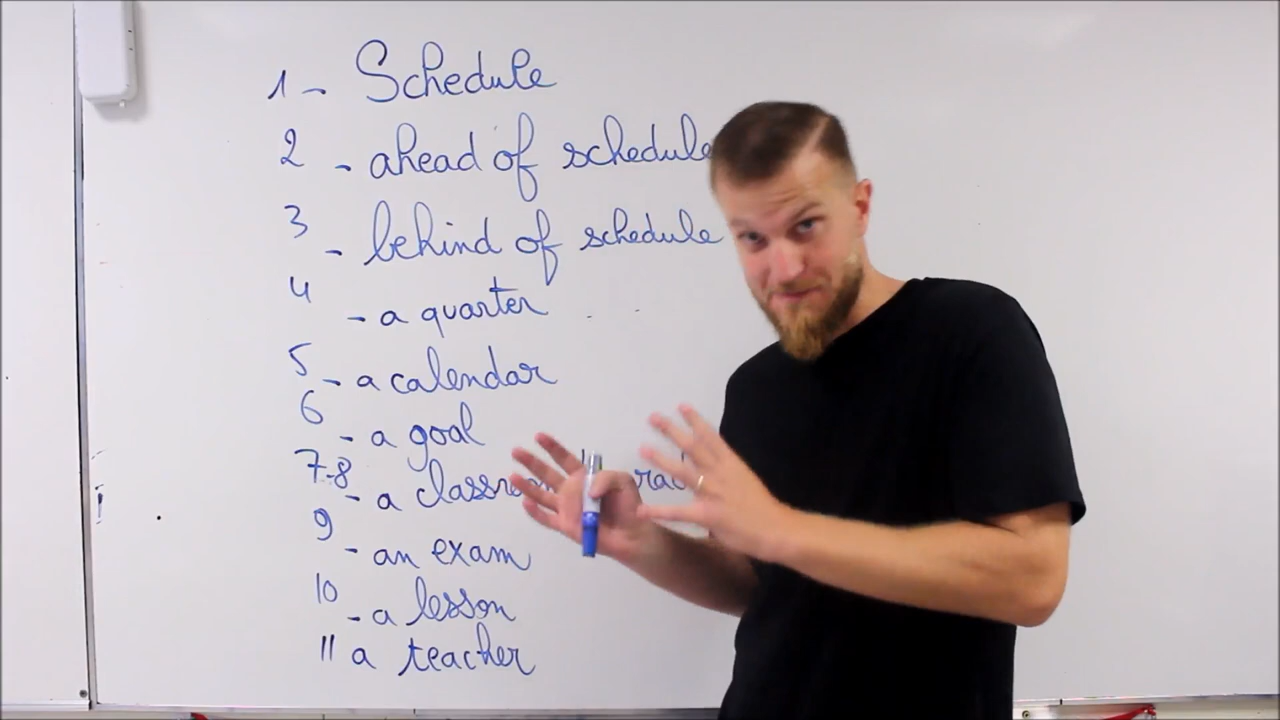 1 - Schedule
2 - ahead of schedule
3 - behind of schedule
4 - a quarter
5 - a calendar
6 - a goal
7-8 - a
9 - an exam
10 - a lesson
11 a teacher